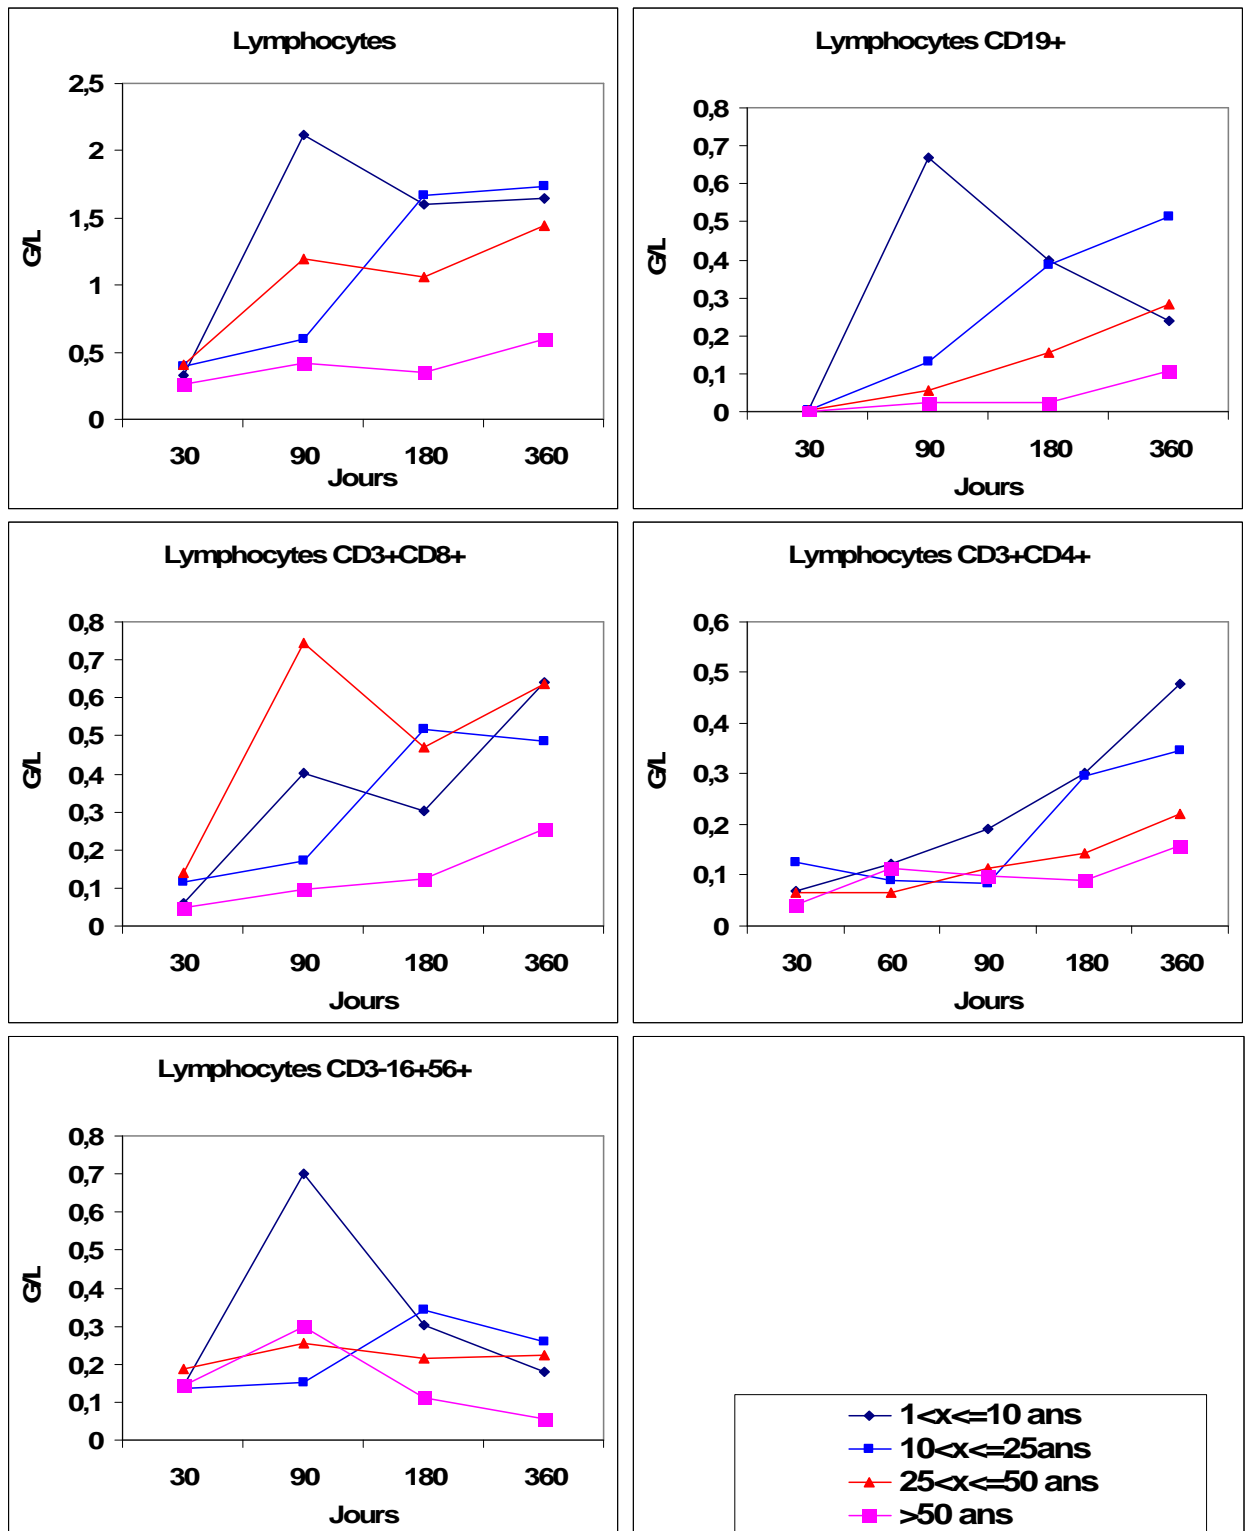 Lymphocytes
2,5
2
1,5
1
0,5
0
G/L
30 90 180 360
Jours
Lymphocytes CD19+
0,8
0,7
0,6
0,5
0,4
0,3
0,2
0,1
0
G/L
30 90 180 360
Jours
Lymphocytes CD3+CD8+
0,8
0,7
0,6
0,5
0,4
0,3
0,2
0,1
0
G/L
30 90 180 360
Jours
Lymphocytes CD3+CD4+
0,6
0,5
0,4
0,3
0,2
0,1
0
G/L
30 60 90 180 360
Jours
Lymphocytes CD3-16+56+
0,8
0,7
0,6
0,5
0,4
0,3
0,2
0,1
0
G/L
30 90 180 360
Jours
1<x<=10 ans
10<x<=25ans
25<x<=50 ans
>50 ans